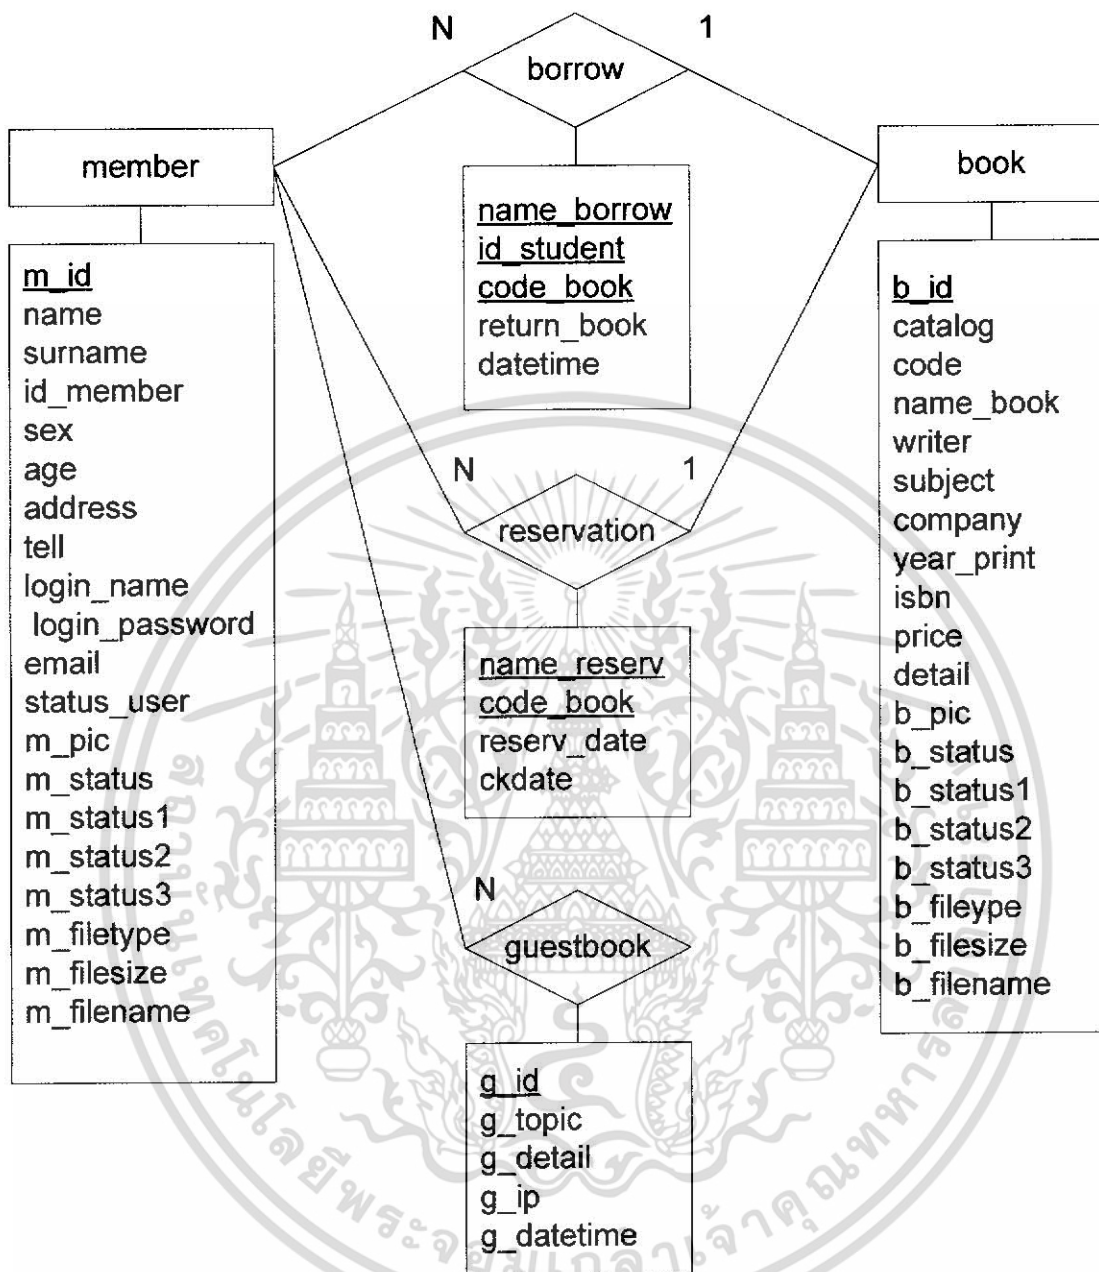 N 1
borrow
member
book
name_borrow
id_student
code_book
return_book
datetime
m_id
name
surname
id_member
sex
age
address
tell
login_name
login_password
email
status_user
m_pic
m_status
m_status1
m_status2
m_status3
m_filetype
m_filesize
m_filename
b_id
catalog
code
name_book
writer
subject
company
year_print
isbn
price
detail
b_pic
b_status
b_status1
b_status2
b_status3
b_fileype
b_filesize
b_filename
N 1
reservation
name_reserv
code_book
reserv_date
ckdate
N
guestbook
g_id
g_topic
g_detail
g_ip
g_datetime